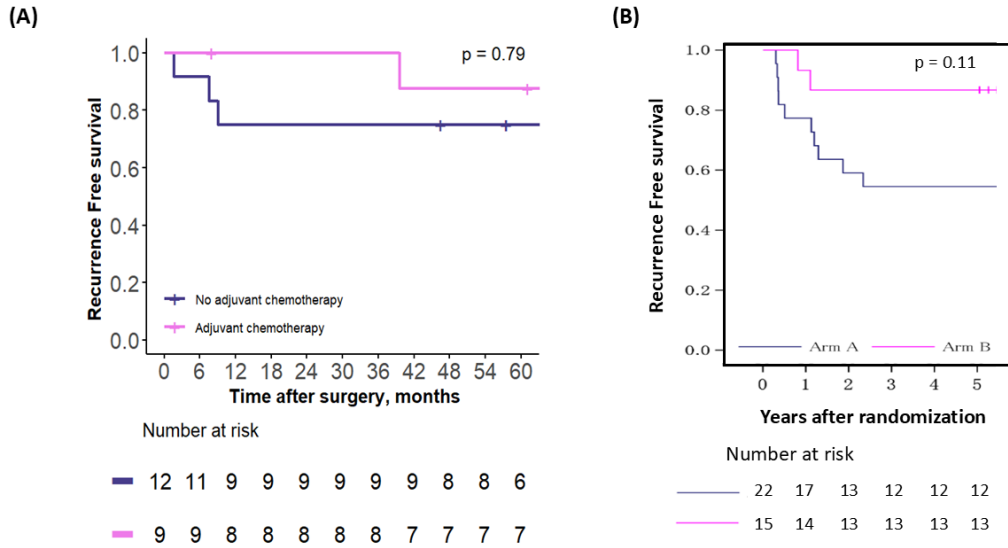 (A)
Recurrence Free survival
1.0
0.8
0.6
0.4
0.2
0.0
p = 0.79
No adjuvant chemotherapy
Adjuvant chemotherapy
0 6 12 18 24 30 36 42 48 54 60
Time after surgery, months
Number at risk
12 11 9 9 9 9 9 9 8 8 6
9 9 8 8 8 8 8 7 7 7 7
(B)
Recurrence Free survival
1.0
0.8
0.6
0.4
0.2
0.0
p = 0.11
Arm A Arm B
0 1 2 3 4 5
Years after randomization
Number at risk
22 17 13 12 12 12
15 14 13 13 13 13